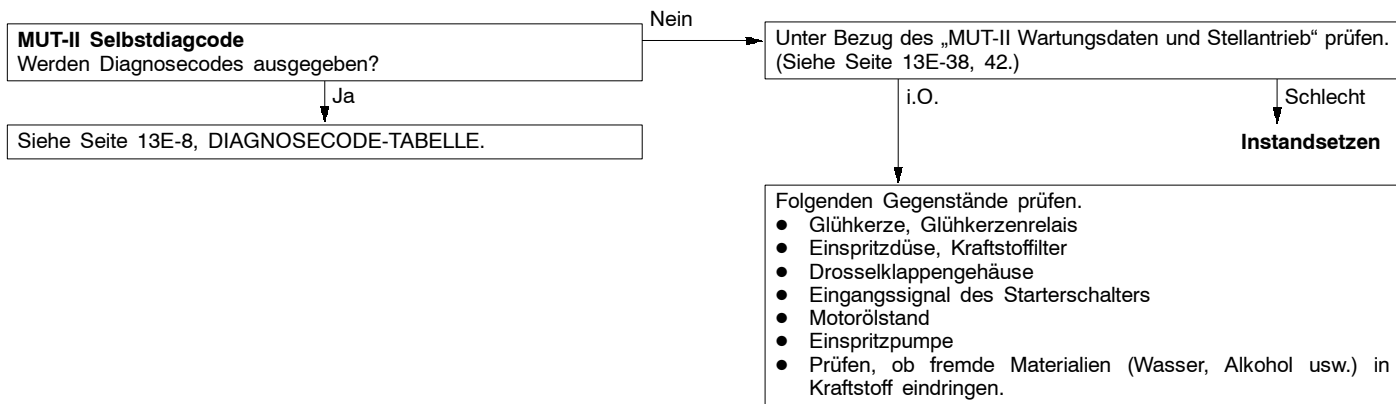 MUT-II Selbstdiagcode
Werden Diagnosecodes ausgegeben?
Nein
Unter Bezug des „MUT-II Wartungsdaten und Stellantrieb“ prüfen.
(Siehe Seite 13E-38, 42.)
Ja
Siehe Seite 13E-8, DIAGNOSECODE-TABELLE.
i.O.
Schlecht
Instandsetzen
Folgenden Gegenstände prüfen.
● Glühkerze, Glühkerzenrelais
● Einspritzdüse, Kraftstoffilter
● Drosselklappengehäuse
● Eingangssignal des Starterschalters
● Motorölstand
● Einspritzpumpe
● Prüfen, ob fremde Materialien (Wasser, Alkohol usw.) in
Kraftstoff eindringen.